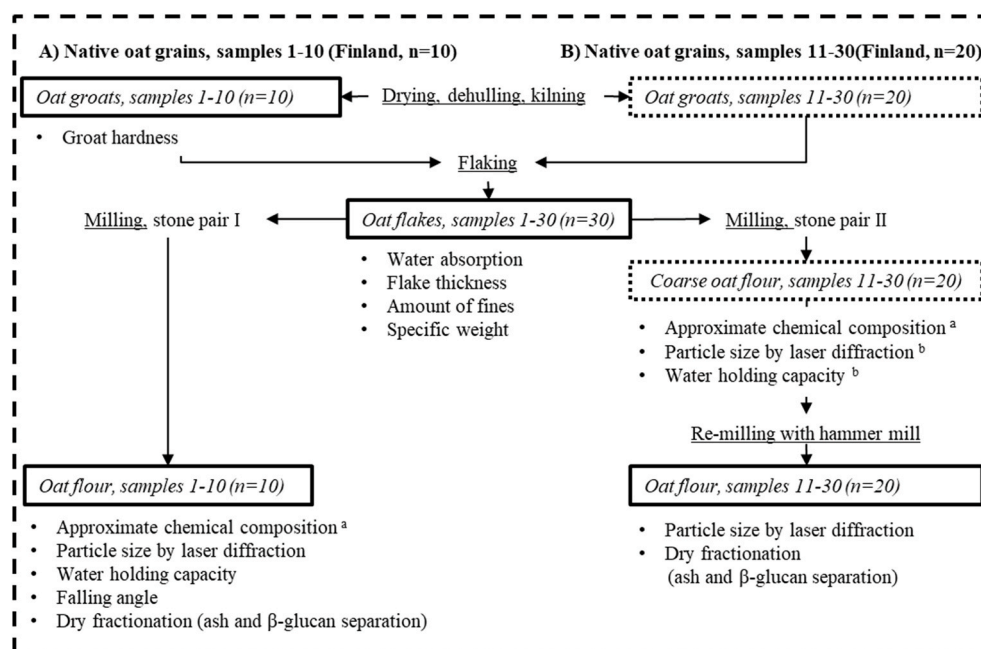 A) Native oat grains, samples 1-10 (Finland, n=10)
B) Native oat grains, samples 11-30(Finland, n=20)
Oat groats, samples 1-10 (n=10)
Drying, dehulling, kilning
Oat groats, samples 11-30 (n=20)
• Groat hardness
Flaking
Milling, stone pair I
Oat flakes, samples 1-30 (n=30)
Milling, stone pair II
• Water absorption
• Flake thickness
• Amount of fines
• Specific weight
Coarse oat flour, samples 11-30 (n=20)
• Approximate chemical composition ᵃ
• Particle size by laser diffraction ᵇ
• Water holding capacity ᵇ
Re-milling with hammer mill
Oat flour, samples 1-10 (n=10)
Oat flour, samples 11-30 (n=20)
• Approximate chemical composition ᵃ
• Particle size by laser diffraction
• Water holding capacity
• Falling angle
• Dry fractionation (ash and β-glucan separation)
• Particle size by laser diffraction
• Dry fractionation
(ash and β-glucan separation)